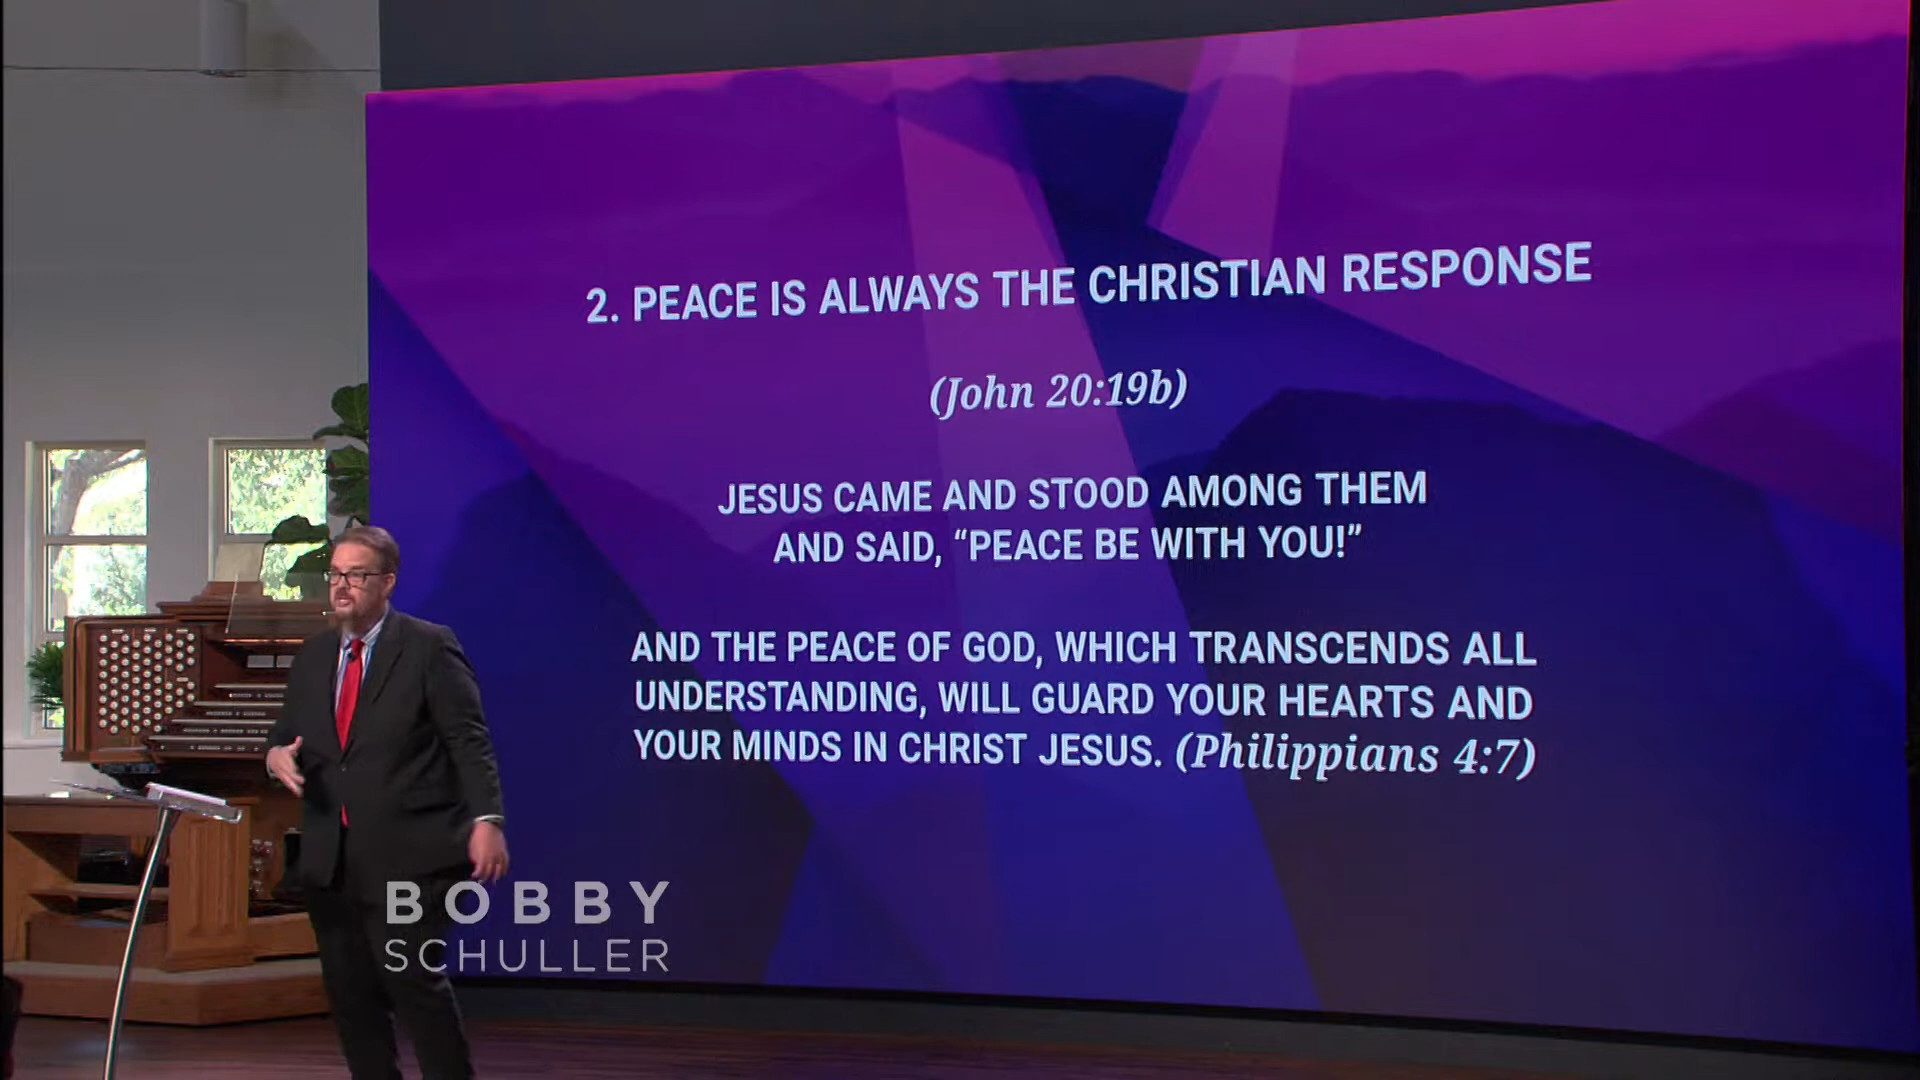 2. PEACE IS ALWAYS THE CHRISTIAN RESPONSE
(John 20:19b)
JESUS CAME AND STOOD AMONG THEM
AND SAID, “PEACE BE WITH YOU!”
AND THE PEACE OF GOD, WHICH TRANSCENDS ALL
UNDERSTANDING, WILL GUARD YOUR HEARTS AND
YOUR MINDS IN CHRIST JESUS. (Philippians 4:7)
BOBBY
SCHULLER